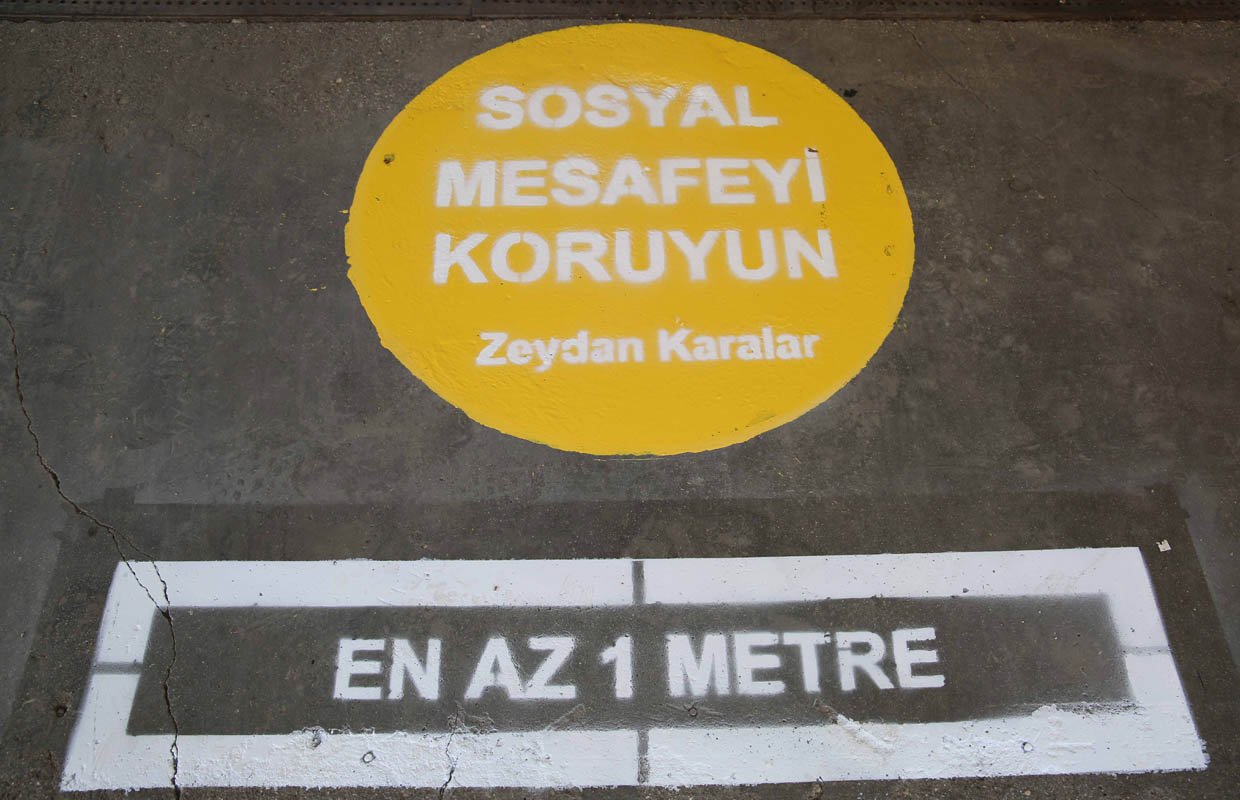 SOSYAL
MESAFEYİ
KORUYUN
Zeydan Karalar
EN AZ 1 METRE